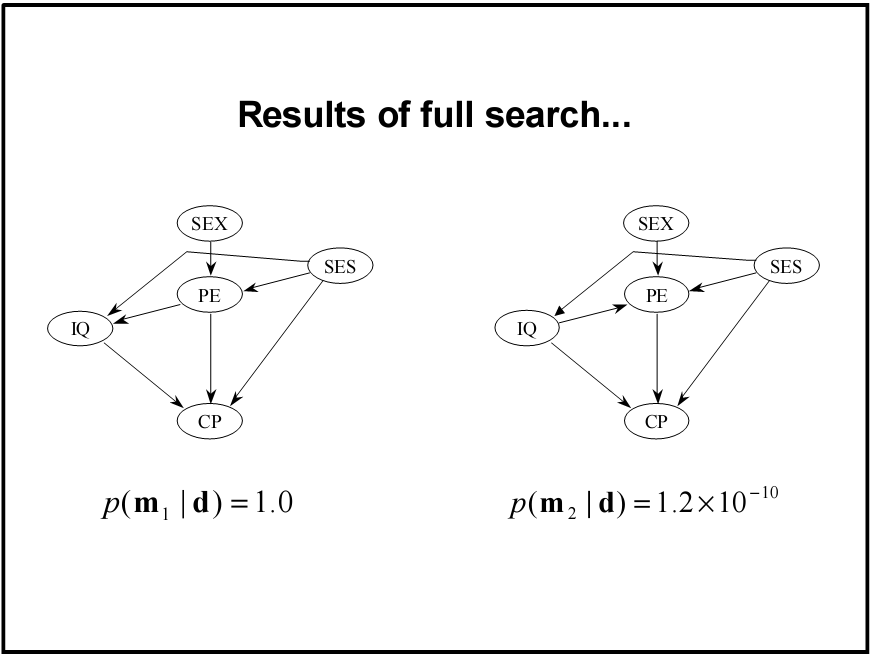 Results of full search...
SEX
SES
PE
IQ
CP
p(m₁ | d) = 1.0
SEX
SES
PE
IQ
CP
p(m₂ | d) = 1.2×10⁻¹⁰